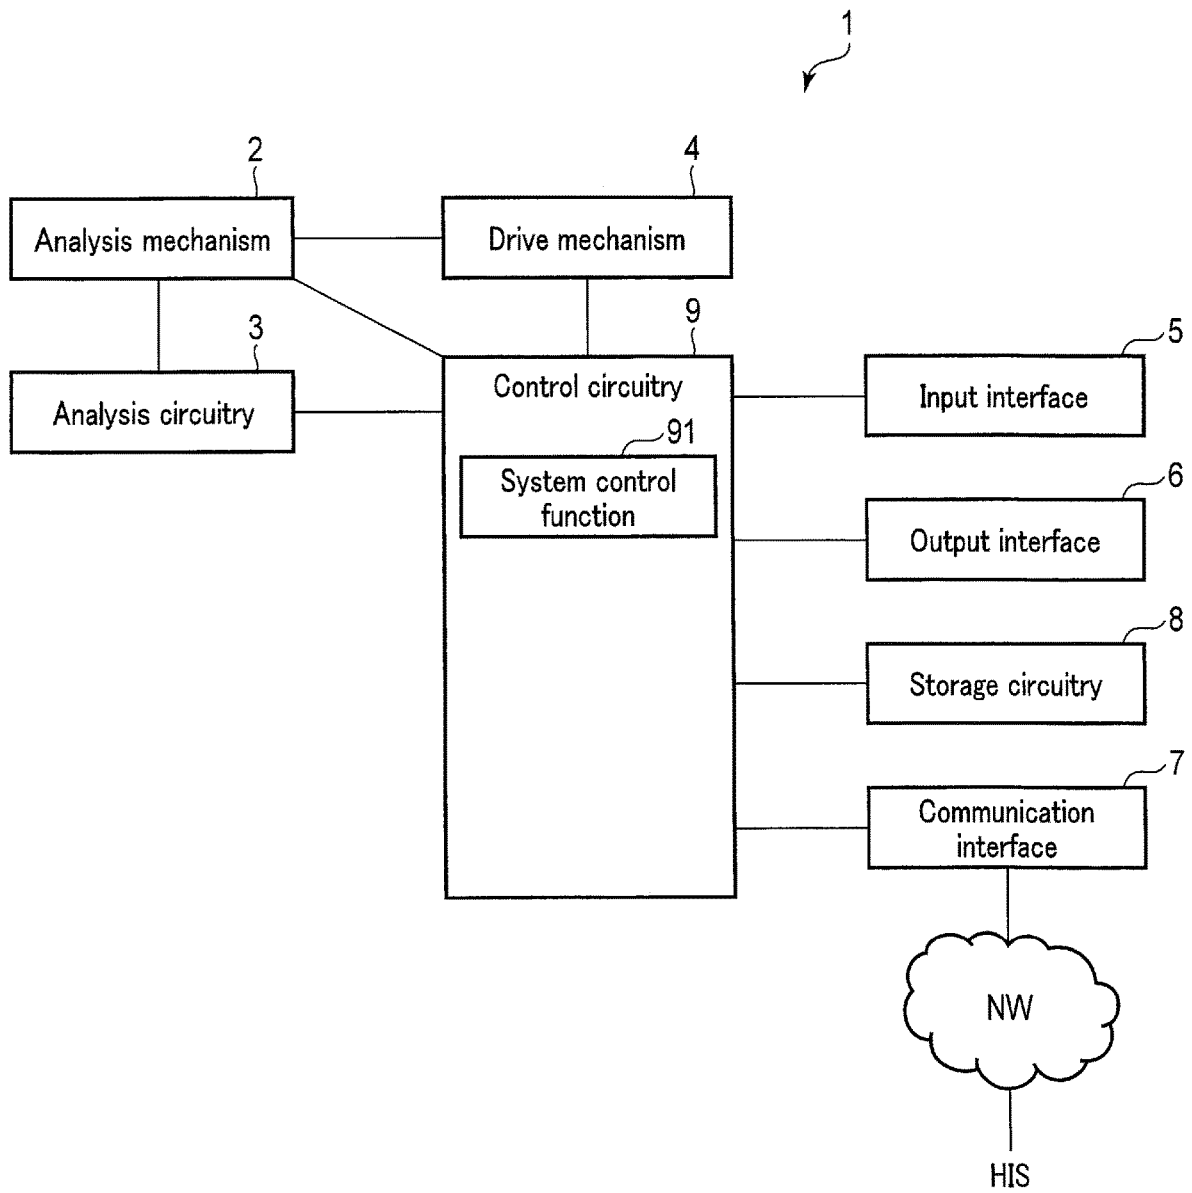 1
2
4
Analysis mechanism
Drive mechanism
3
9
5
Analysis circuitry
Control circuitry
Input interface
91
System control
function
6
Output interface
8
Storage circuitry
7
Communication
interface
NW
HIS